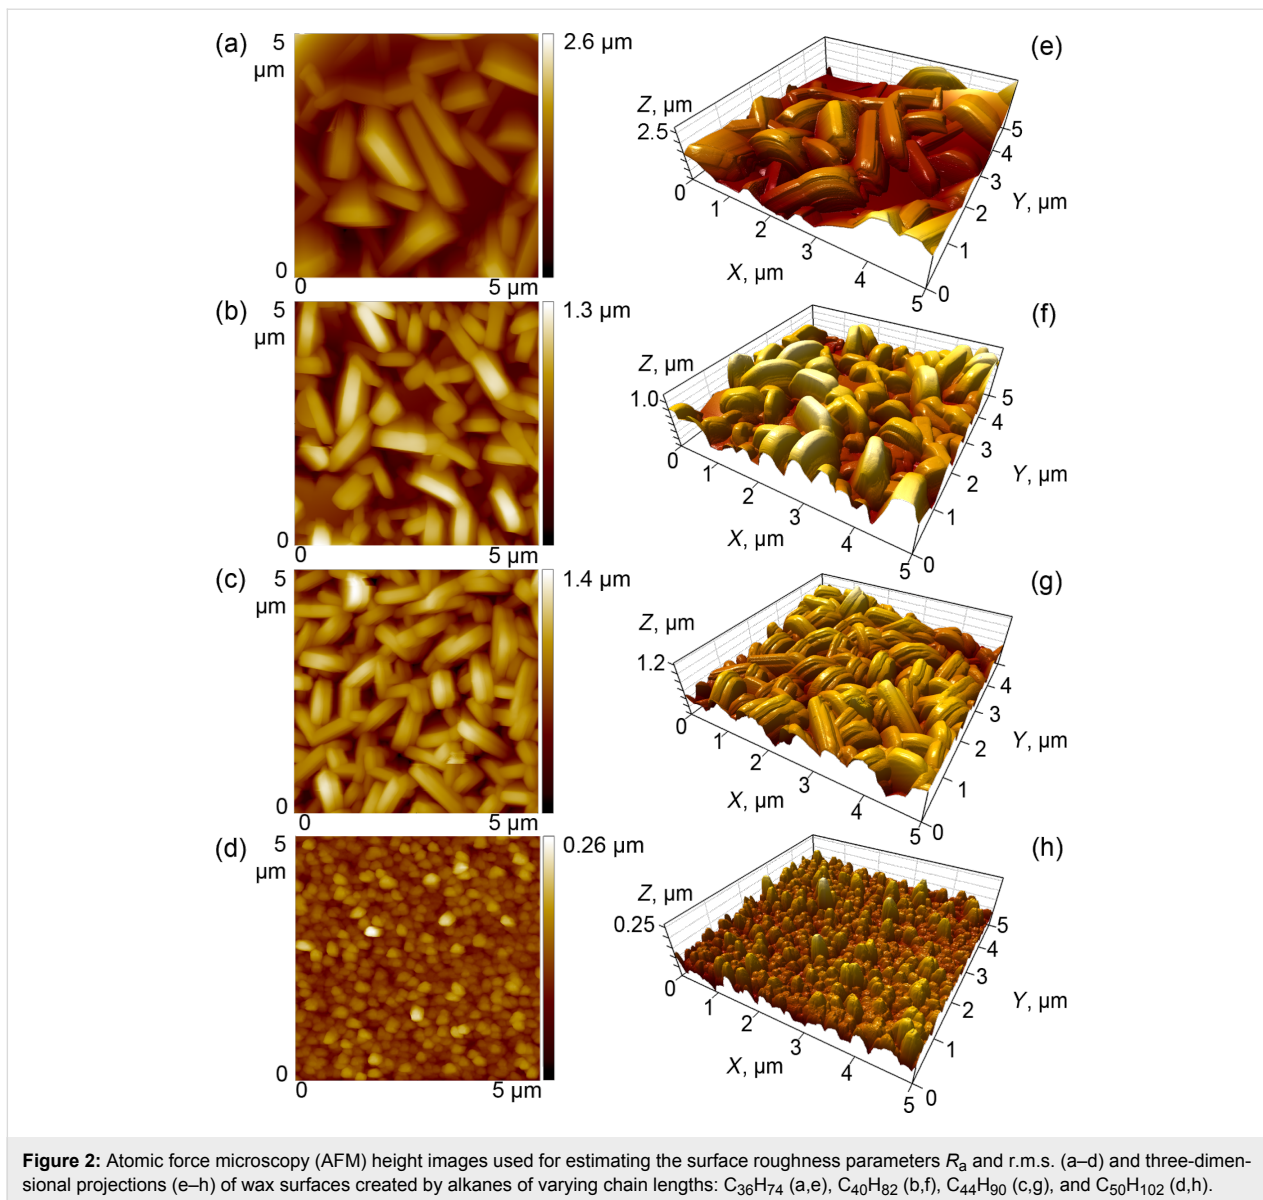 (a)
5
µm
2.6 µm
0
0
5 µm
(e)
Z, µm
2.5
0
1
2
3
4
5
X, µm
0
1
2
3
4
5
Y, µm
(b)
5
µm
1.3 µm
0
0
5 µm
(f)
Z, µm
1.0
0
1
2
3
4
5
X, µm
0
1
2
3
4
5
Y, µm
(c)
5
µm
1.4 µm
0
0
5 µm
(g)
Z, µm
1.2
0
1
2
3
4
5
X, µm
0
1
2
3
4
Y, µm
(d)
5
µm
0.26 µm
0
0
5 µm
(h)
Z, µm
0.25
0
1
2
3
4
5
X, µm
0
1
2
3
4
5
Y, µm
Figure 2: Atomic force microscopy (AFM) height images used for estimating the surface roughness parameters Ra and r.m.s. (a–d) and three-dimen-
sional projections (e–h) of wax surfaces created by alkanes of varying chain lengths: C36H74 (a,e), C40H82 (b,f), C44H90 (c,g), and C50H102 (d,h).